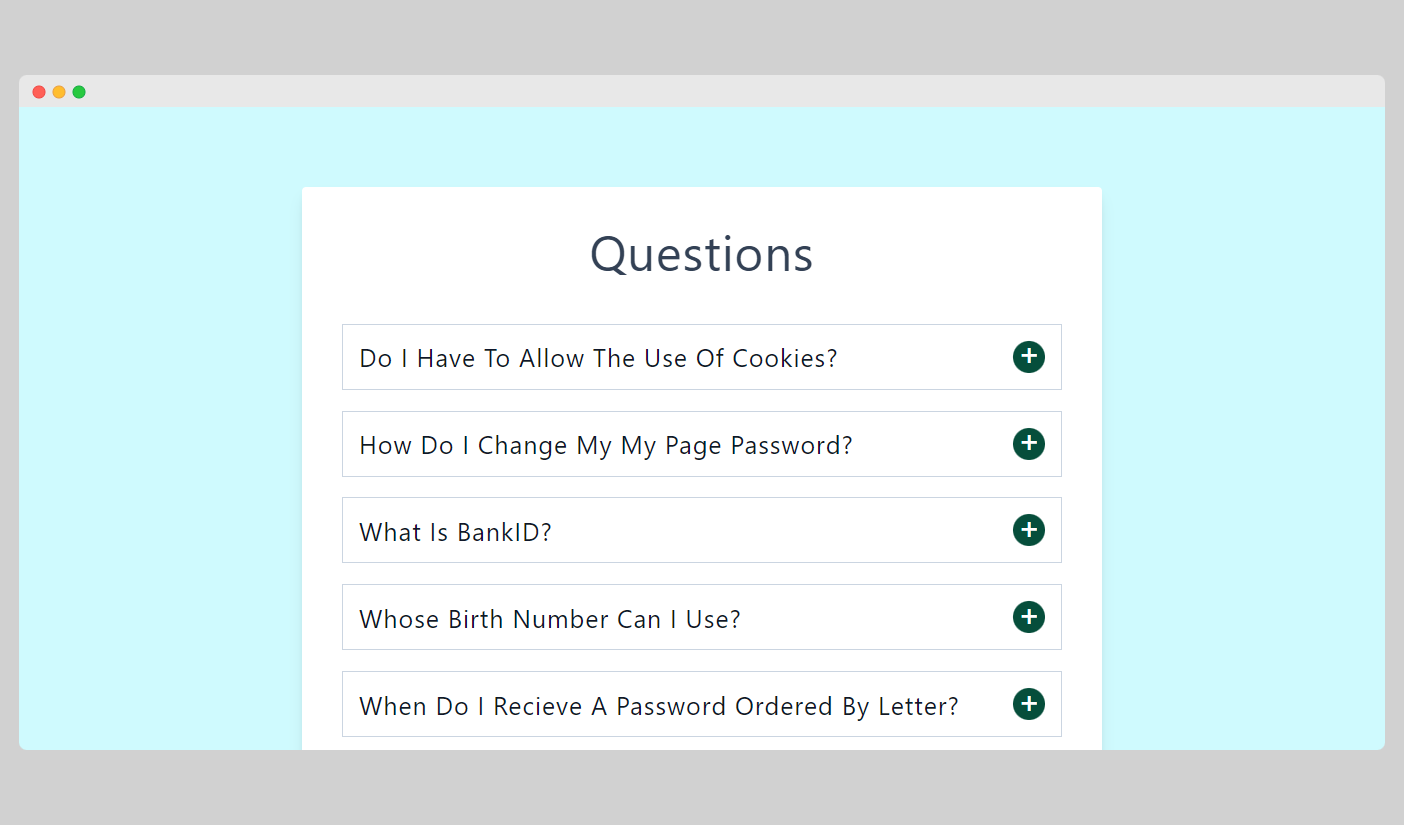 Questions
Do I Have To Allow The Use Of Cookies?
How Do I Change My My Page Password?
What Is BankID?
Whose Birth Number Can I Use?
When Do I Recieve A Password Ordered By Letter?